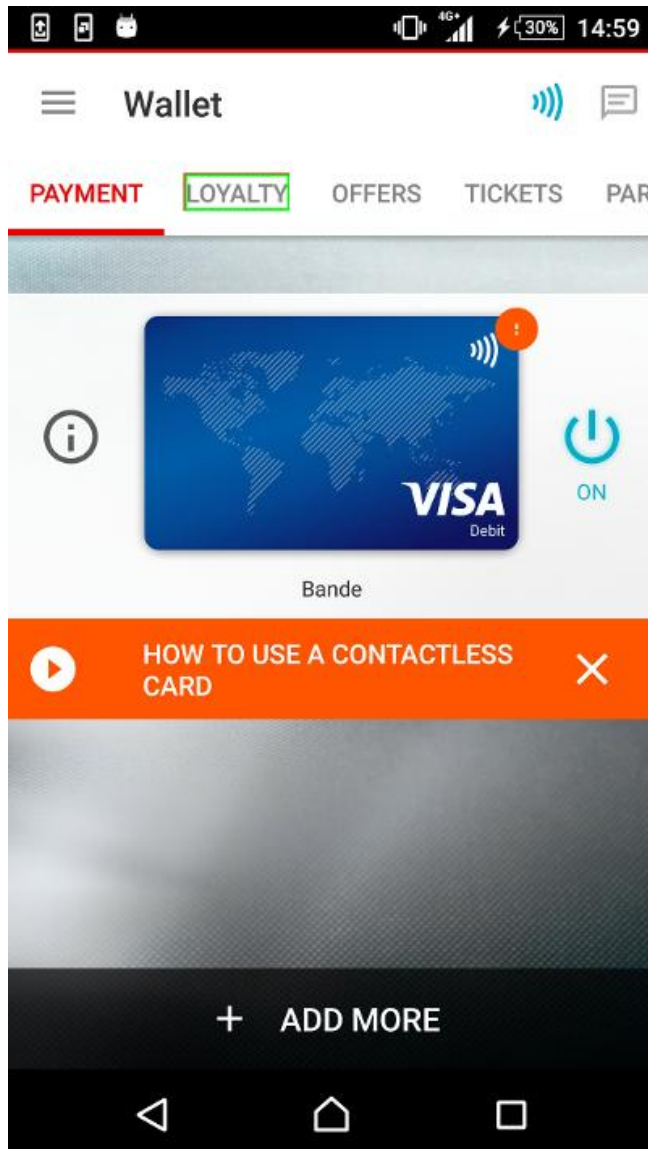 4G+ 30% 14:59
Wallet
PAYMENT LOYALTY OFFERS TICKETS PAR
VISA
Debit
ON
Bande
HOW TO USE A CONTACTLESS
CARD
+ ADD MORE